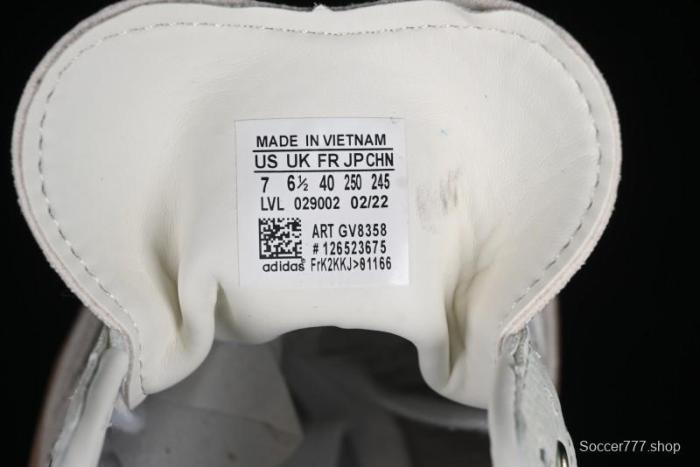 MADE IN VIETNAM
US UK FR JP CHN
7 6½ 40 250 245
LVL 029002 02/22
ART GV8358
# 126523675
adidas FrK2KKJ>01166
Soccer777.shop